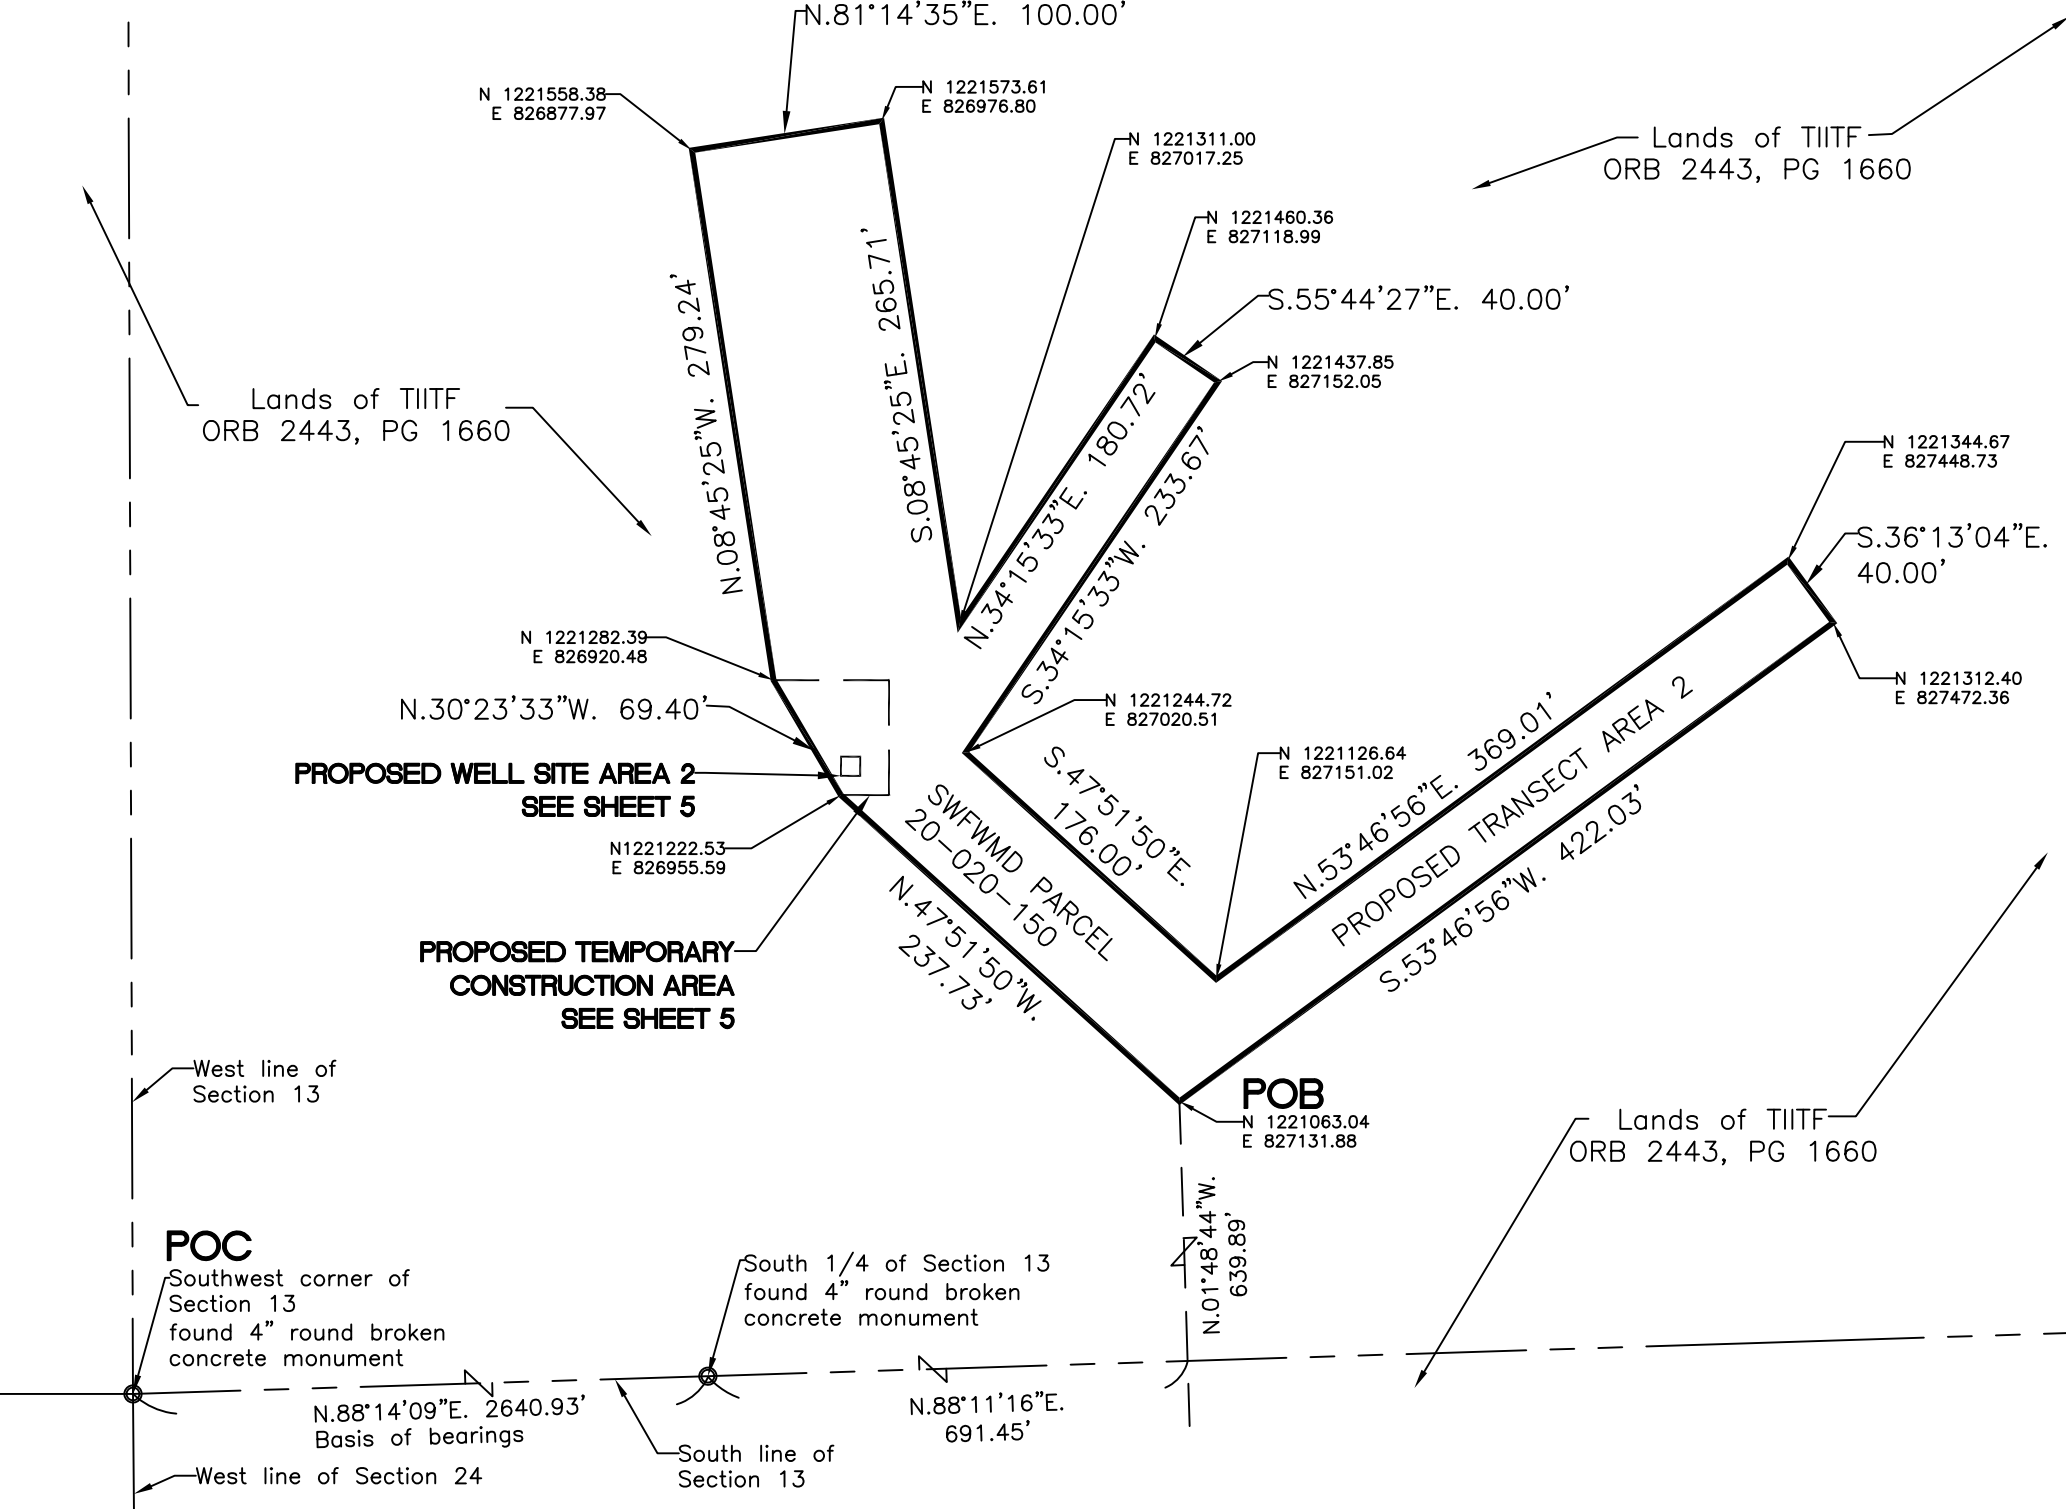 N.81°14'35"E. 100.00'
N 1221558.38
E 826877.97
N 1221573.61
E 826976.80
N 1221311.00
E 827017.25
Lands of TIITF
ORB 2443, PG 1660
N 1221460.36
E 827118.99
S.55°44'27"E. 40.00'
N.08°45'25"W. 279.24'
S.08°45'25"E. 265.71'
N 1221437.85
E 827152.05
Lands of TIITF
ORB 2443, PG 1660
N.34°15'33"E. 180.72'
S.34°15'33"W. 233.67'
N 1221344.67
E 827448.73
S.36°13'04"E.
40.00'
N 1221282.39
E 826920.48
N.30°23'33"W. 69.40'
N 1221244.72
E 827020.51
N 1221312.40
E 827472.36
PROPOSED WELL SITE AREA 2
SEE SHEET 5
N 1221126.64
E 827151.02
S.47°51'50"E.
176.00'
N.53°46'56"E. 369.01'
PROPOSED TRANSECT AREA 2
S.53°46'56"W. 422.03'
N1221222.53
E 826955.59
SWFWMD PARCEL
20-020-150
N.47°51'50"W.
237.73'
PROPOSED TEMPORARY
CONSTRUCTION AREA
SEE SHEET 5
West line of
Section 13
POB
N 1221063.04
E 827131.88
Lands of TIITF
ORB 2443, PG 1660
N.01°48'44"W.
639.89'
POC
Southwest corner of
Section 13
found 4" round broken
concrete monument
South 1/4 of Section 13
found 4" round broken
concrete monument
N.88°14'09"E. 2640.93'
Basis of bearings
N.88°11'16"E.
691.45'
South line of
Section 13
West line of Section 24